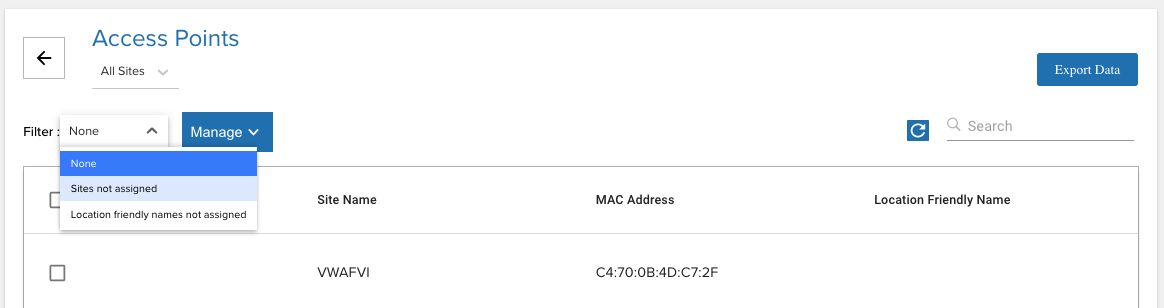 Access Points
All Sites
Export Data
Filter :
None
Manage
Search
None
Sites not assigned
Location friendly names not assigned
Site Name
MAC Address
Location Friendly Name
VWAFVI
C4:70:0B:4D:C7:2F